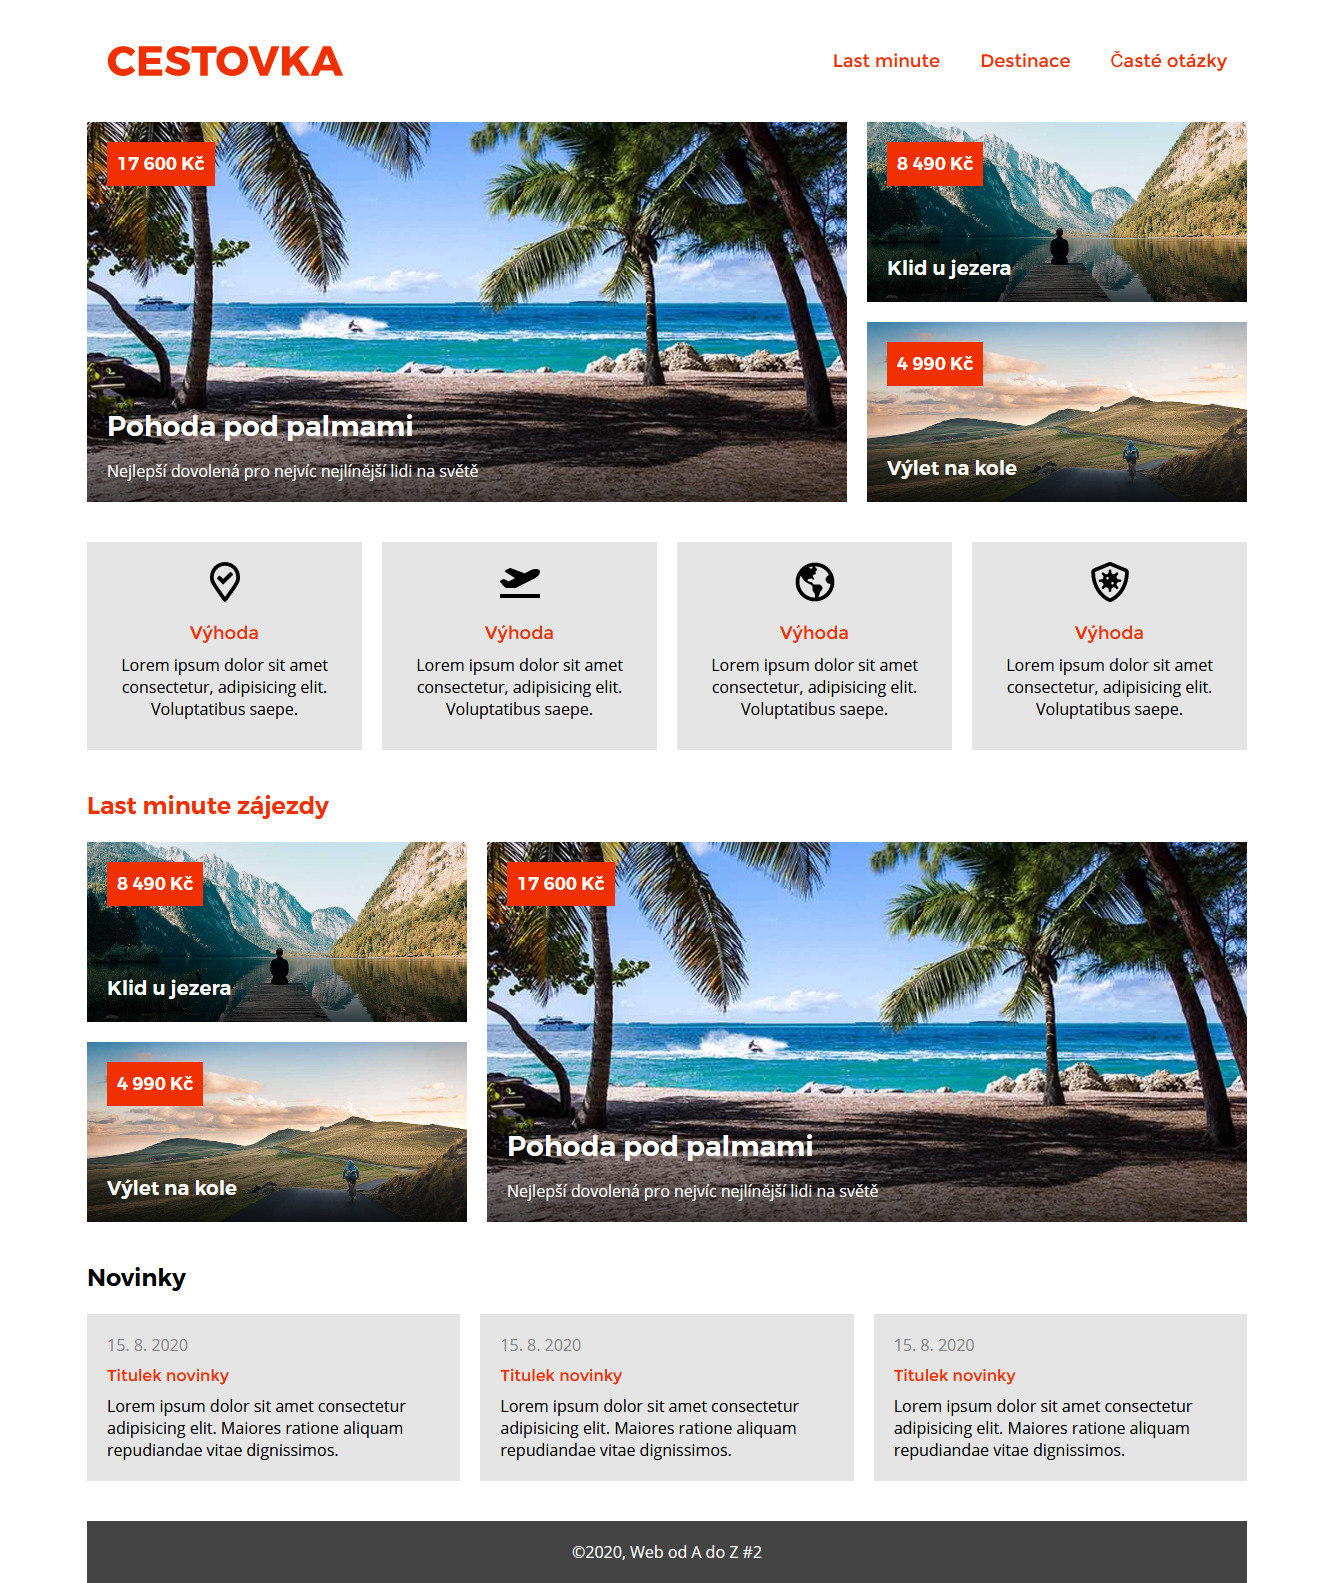 CESTOVKA
Last minute
Destinace
Časté otázky
17 600 Kč
Pohoda pod palmami
Nejlepší dovolená pro nejvíc nejlínější lidi na světě
8 490 Kč
Klid u jezera
4 990 Kč
Výlet na kole
Výhoda
Lorem ipsum dolor sit amet
consectetur, adipisicing elit.
Voluptatibus saepe.
Výhoda
Lorem ipsum dolor sit amet
consectetur, adipisicing elit.
Voluptatibus saepe.
Výhoda
Lorem ipsum dolor sit amet
consectetur, adipisicing elit.
Voluptatibus saepe.
Výhoda
Lorem ipsum dolor sit amet
consectetur, adipisicing elit.
Voluptatibus saepe.
Last minute zájezdy
8 490 Kč
Klid u jezera
4 990 Kč
Výlet na kole
17 600 Kč
Pohoda pod palmami
Nejlepší dovolená pro nejvíc nejlínější lidi na světě
Novinky
15. 8. 2020
Titulek novinky
Lorem ipsum dolor sit amet consectetur
adipisicing elit. Maiores ratione aliquam
repudiandae vitae dignissimos.
15. 8. 2020
Titulek novinky
Lorem ipsum dolor sit amet consectetur
adipisicing elit. Maiores ratione aliquam
repudiandae vitae dignissimos.
15. 8. 2020
Titulek novinky
Lorem ipsum dolor sit amet consectetur
adipisicing elit. Maiores ratione aliquam
repudiandae vitae dignissimos.
©2020, Web od A do Z #2